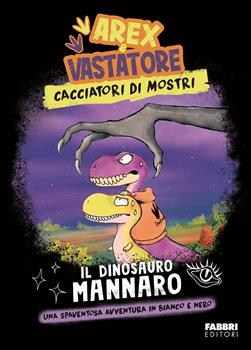 AREX
e
VASTATORE
CACCIATORI DI MOSTRI
IL DINOSAURO
MANNARO
UNA SPAVENTOSA AVVENTURA IN BIANCO E NERO
FABBRI
EDITORI